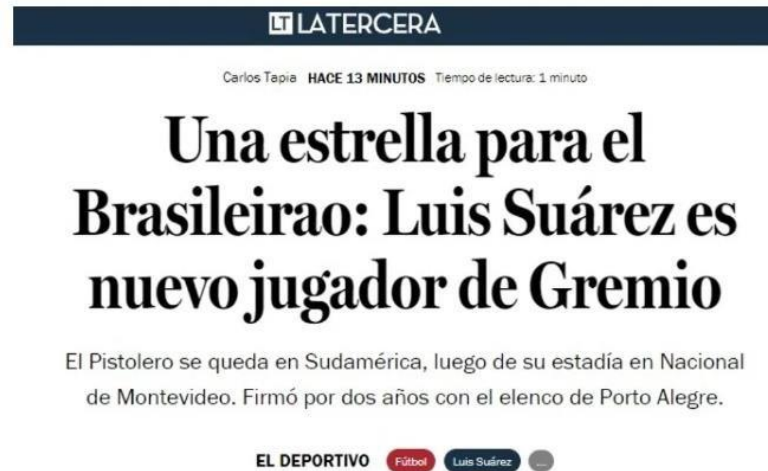 LT LATERCERA
Carlos Tapia HACE 13 MINUTOS Tiempo de lectura: 1 minuto
Una estrella para el
Brasileirao: Luis Suárez es
nuevo jugador de Gremio
El Pistolero se queda en Sudamérica, luego de su estadía en Nacional
de Montevideo. Firmó por dos años con el elenco de Porto Alegre.
EL DEPORTIVO Fútbol Luis Suárez ...